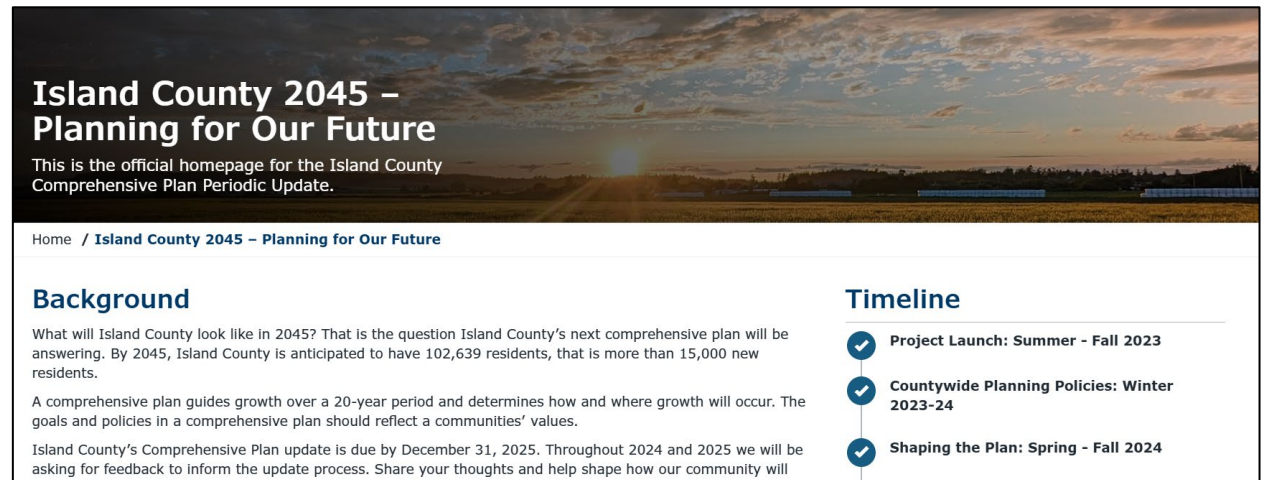 Island County 2045 –
Planning for Our Future
This is the official homepage for the Island County
Comprehensive Plan Periodic Update.
Home / Island County 2045 – Planning for Our Future
Background
What will Island County look like in 2045? That is the question Island County’s next comprehensive plan will be
answering. By 2045, Island County is anticipated to have 102,639 residents, that is more than 15,000 new
residents.
A comprehensive plan guides growth over a 20-year period and determines how and where growth will occur. The
goals and policies in a comprehensive plan should reflect a communities’ values.
Island County’s Comprehensive Plan update is due by December 31, 2025. Throughout 2024 and 2025 we will be
asking for feedback to inform the update process. Share your thoughts and help shape how our community will
Timeline
Project Launch: Summer - Fall 2023
Countywide Planning Policies: Winter
2023-24
Shaping the Plan: Spring - Fall 2024